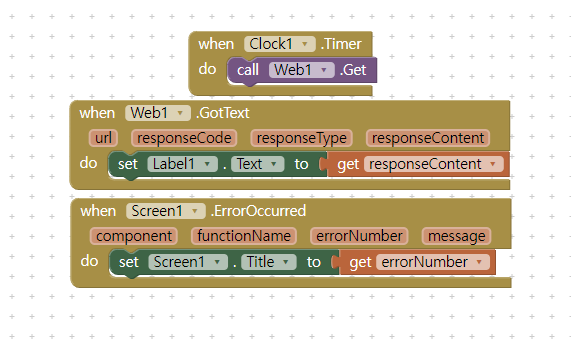 when Clock1 .Timer
do call Web1 .Get
when Web1 .GotText
url responseCode responseType responseContent
do set Label1 . Text to get responseContent
when Screen1 .ErrorOccurred
component functionName errorNumber message
do set Screen1 . Title to get errorNumber